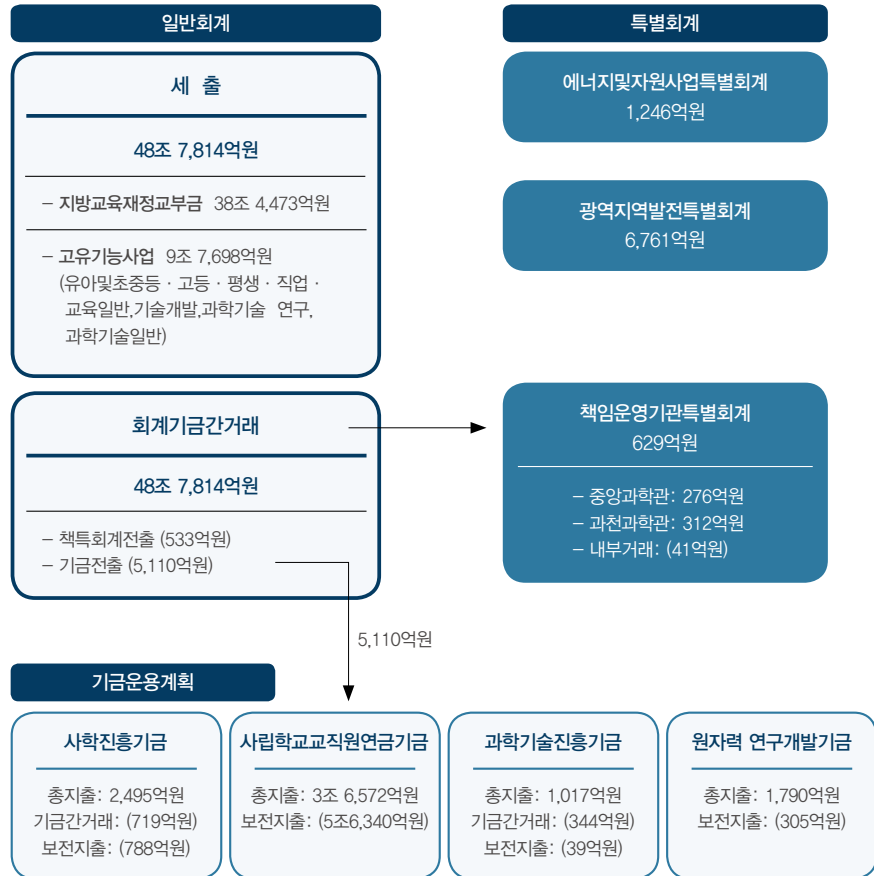 일반회계
세 출
48조 7,814억원
- 지방교육재정교부금 38조 4,473억원
- 고유기능사업 9조 7,698억원
(유아및초중등 · 고등 · 평생 · 직업 ·
교육일반,기술개발,과학기술 연구,
과학기술일반)
회계기금간거래
48조 7,814억원
- 책특회계전출 (533억원)
- 기금전출 (5,110억원)
특별회계
에너지및자원사업특별회계
1,246억원
광역지역발전특별회계
6,761억원
책임운영기관특별회계
629억원
- 중앙과학관: 276억원
- 과천과학관: 312억원
- 내부거래: (41억원)
5,110억원
기금운용계획
사학진흥기금
총지출: 2,495억원
기금간거래: (719억원)
보전지출: (788억원)
사립학교교직원연금기금
총지출: 3조 6,572억원
보전지출: (5조6,340억원)
과학기술진흥기금
총지출: 1,017억원
기금간거래: (344억원)
보전지출: (39억원)
원자력 연구개발기금
총지출: 1,790억원
보전지출: (305억원)